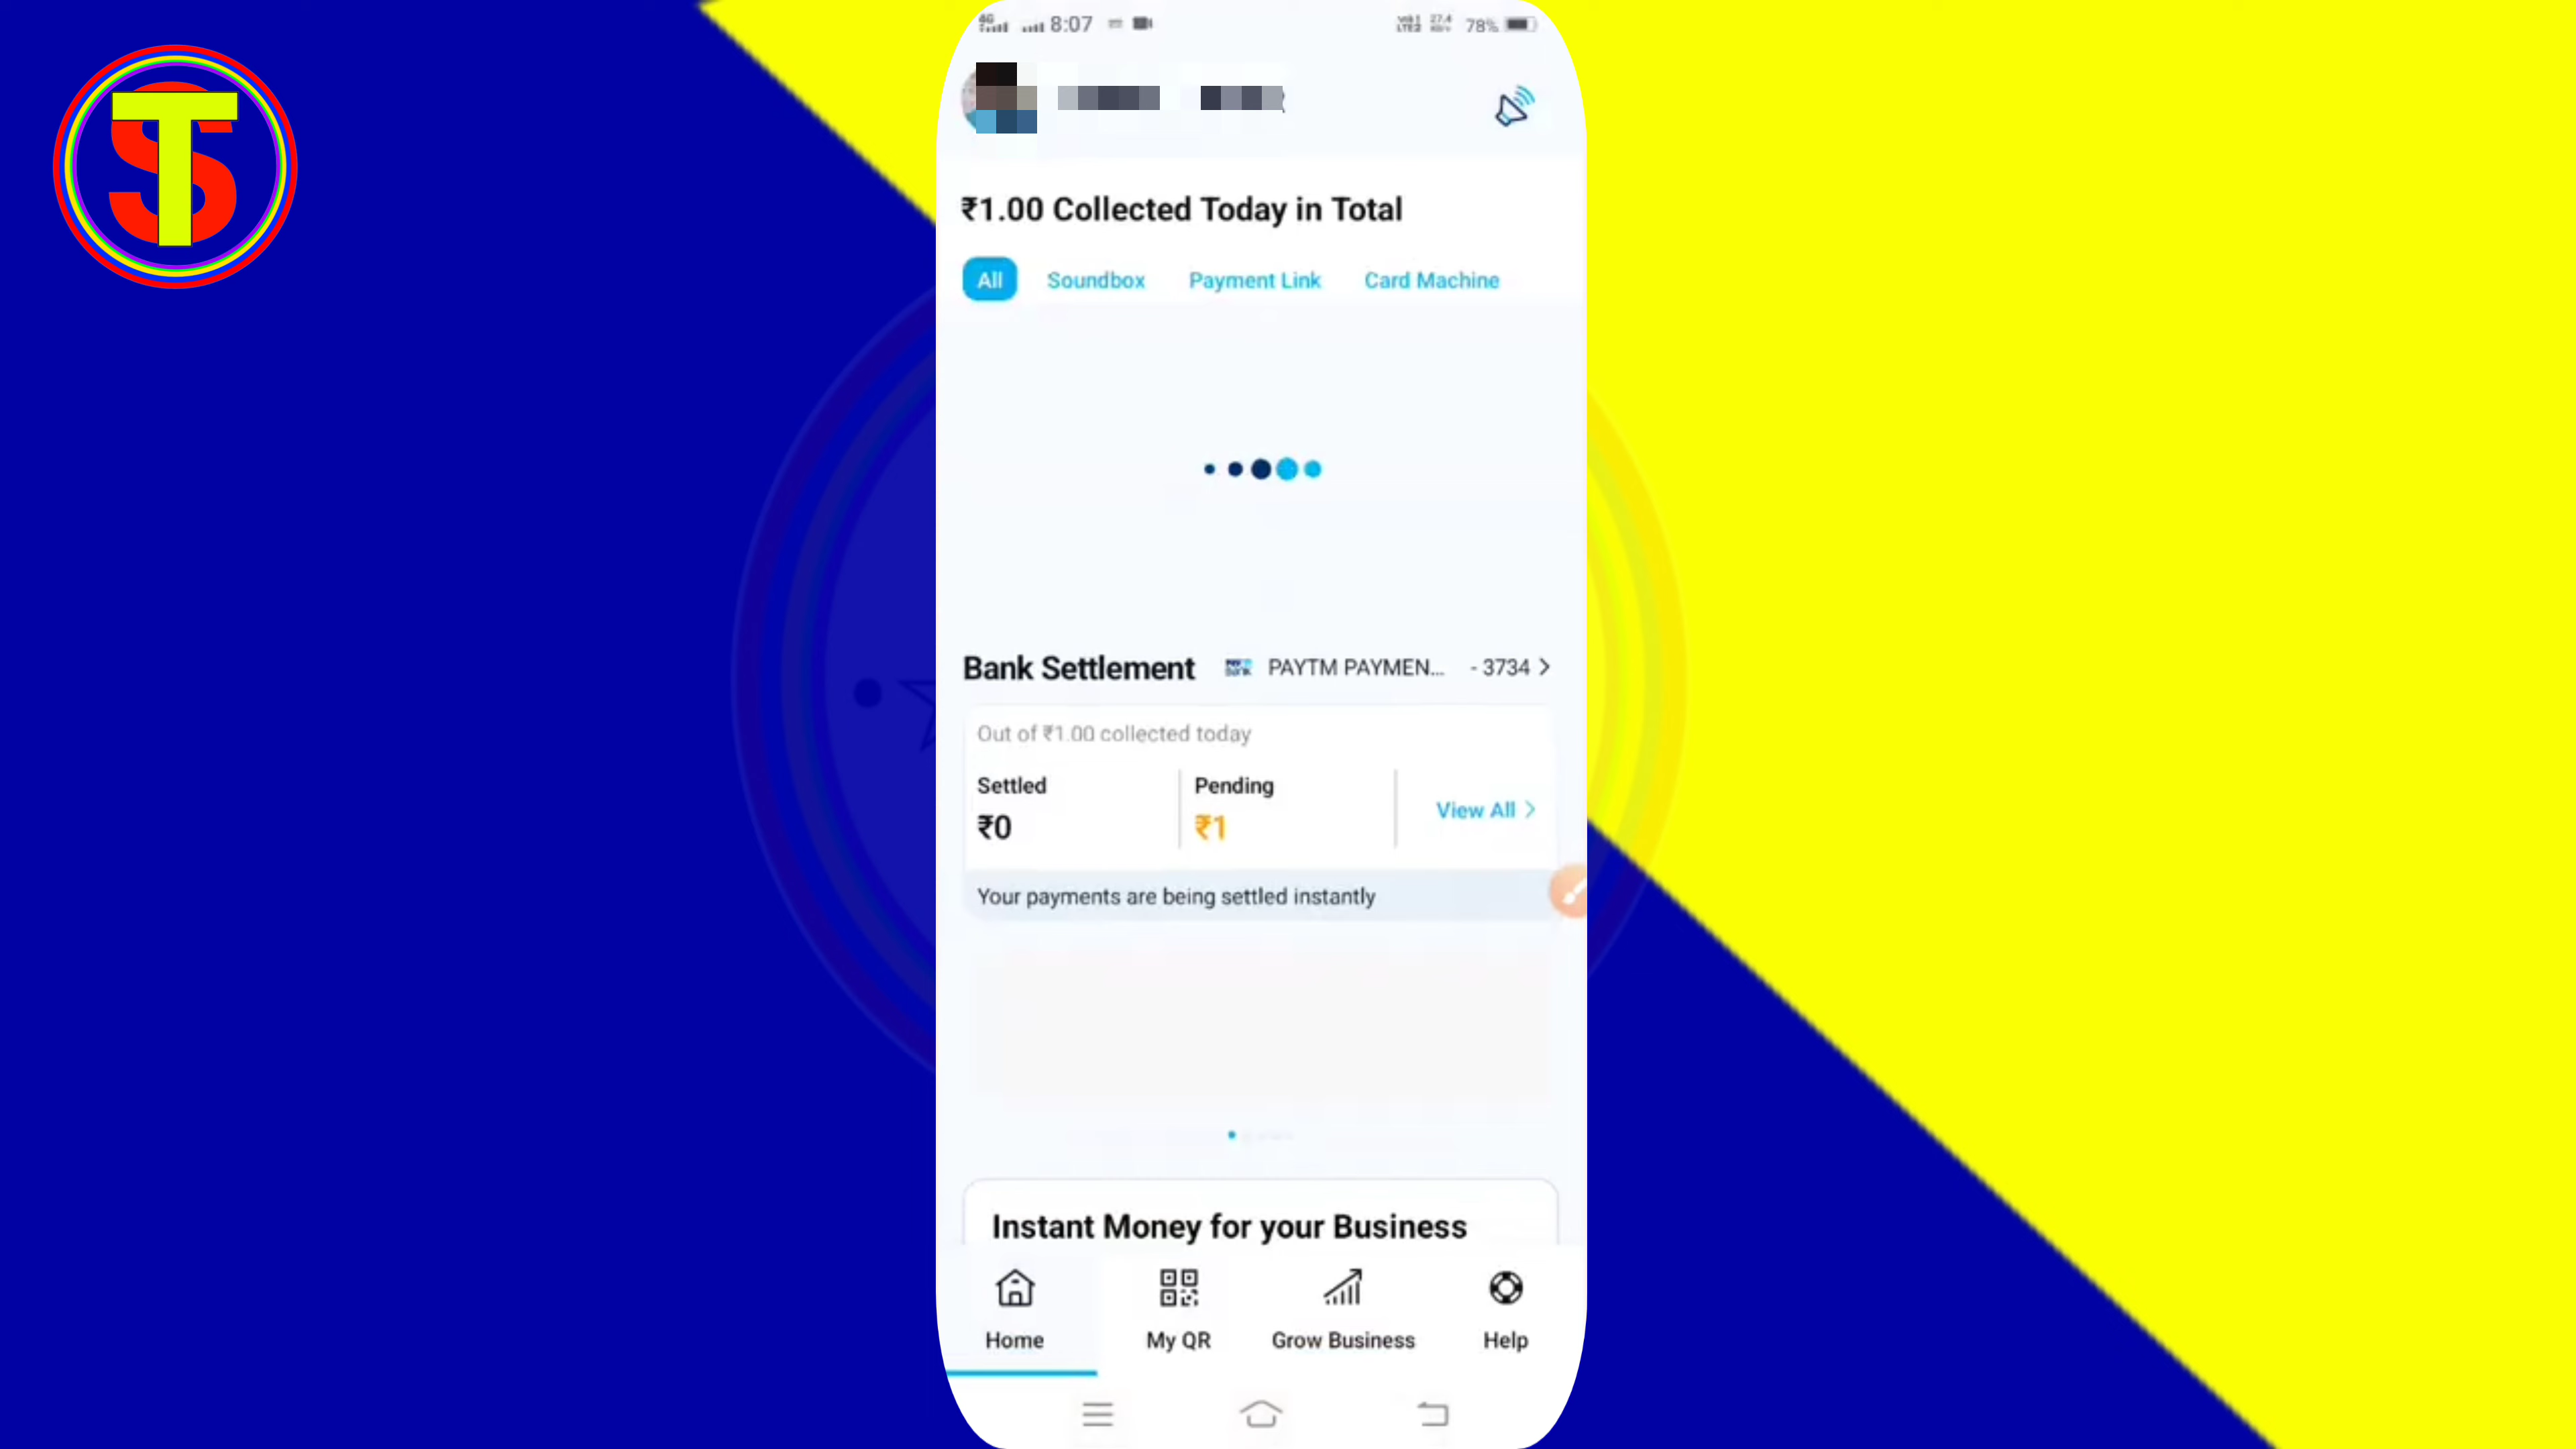 TS
4G 8:07 78%
₹1.00 Collected Today in Total
All Soundbox Payment Link Card Machine
Bank Settlement PAYTM PAYMEN... - 3734
Out of ₹1.00 collected today
Settled Pending
₹0 ₹1 View All
Your payments are being settled instantly
Instant Money for your Business
Home My QR Grow Business Help